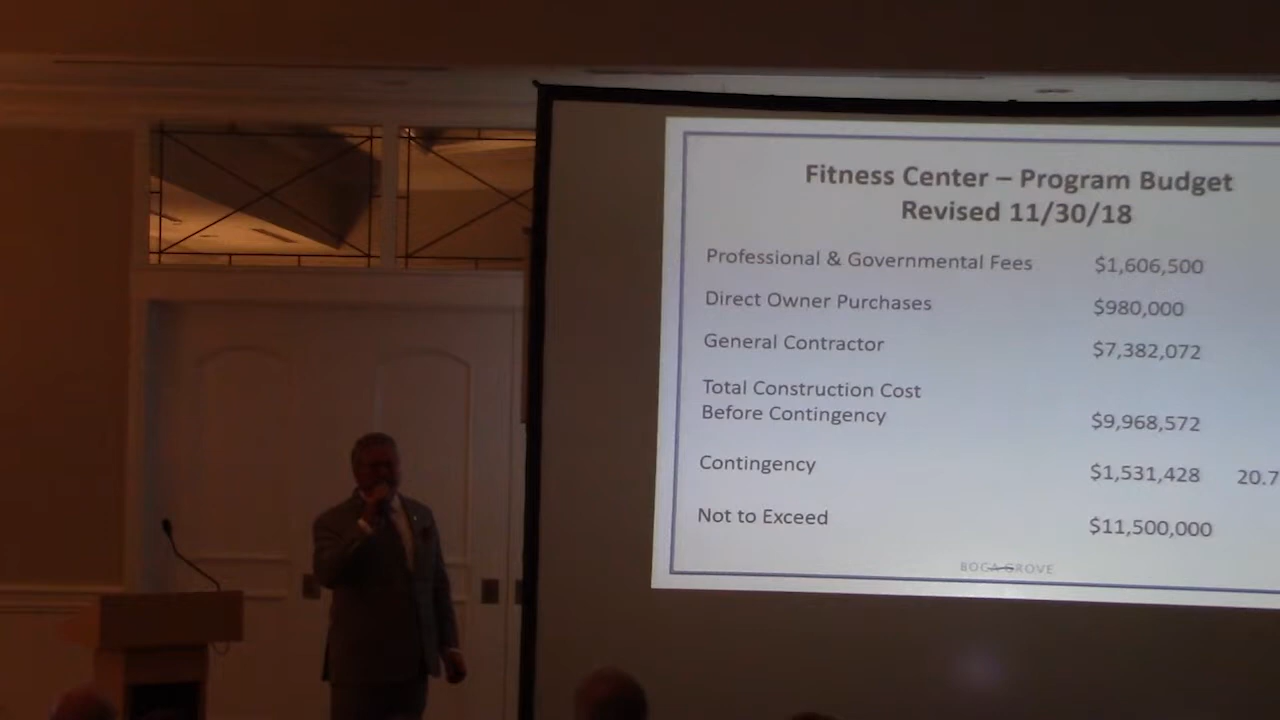 Fitness Center – Program Budget
Revised 11/30/18
Professional & Governmental Fees $1,606,500
Direct Owner Purchases $980,000
General Contractor $7,382,072
Total Construction Cost
Before Contingency $9,968,572
Contingency $1,531,428 20.7
Not to Exceed $11,500,000
BOCA GROVE